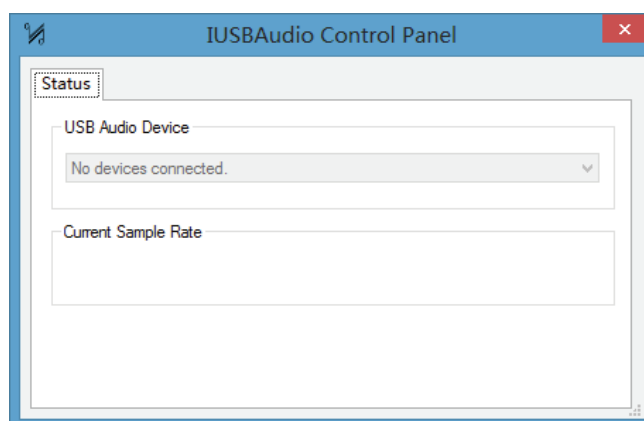 IUSBAudio Control Panel
Status
USB Audio Device
No devices connected.
Current Sample Rate